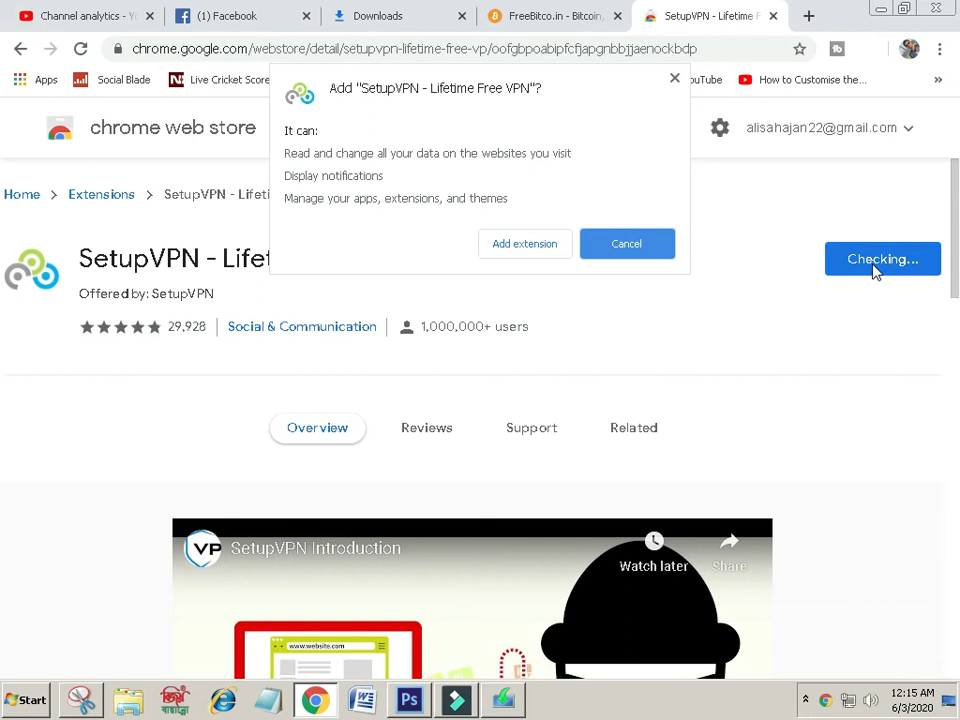 Channel analytics - Yo
(1) Facebook
Downloads
FreeBitco.in - Bitcoin,
SetupVPN - Lifetime F
chrome.google.com/webstore/detail/setupvpn-lifetime-free-vp/oofgbpoabipfcfjapgnbbjjaenockbdp
Apps
Social Blade
Live Cricket Score
YouTube
How to Customise the...
»
chrome web store
alisahajan22@gmail.com
Add "SetupVPN - Lifetime Free VPN"?
It can:
Read and change all your data on the websites you visit
Display notifications
Manage your apps, extensions, and themes
Add extension
Cancel
Home > Extensions > SetupVPN - Lifeti
SetupVPN - Lifet
Checking...
Offered by: SetupVPN
29,928
Social & Communication
1,000,000+ users
Overview
Reviews
Support
Related
VP
SetupVPN Introduction
Watch later
Share
www.website.com
Start
Ps
12:15 AM
6/3/2020